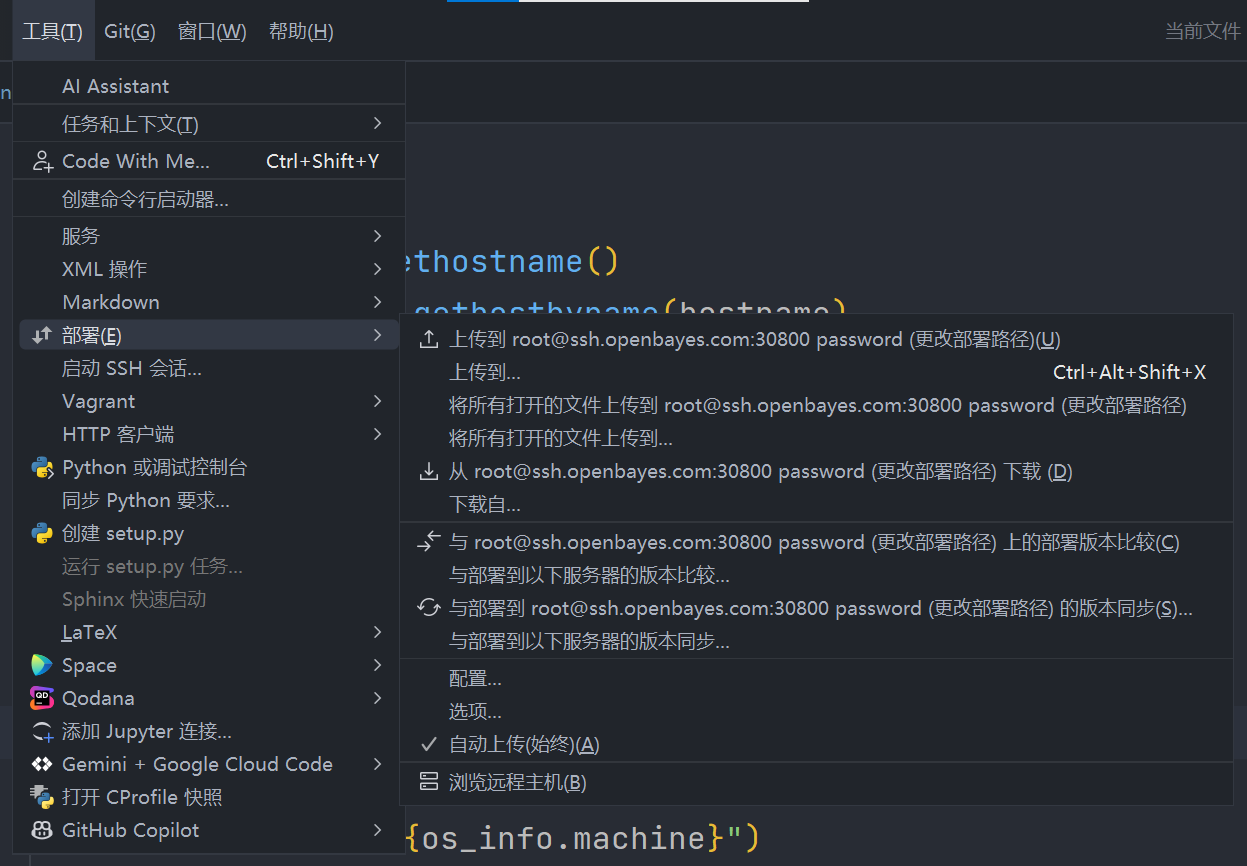 工具(T) Git(G) 窗口(W) 帮助(H) 当前文件
AI Assistant
任务和上下文(T)
Code With Me... Ctrl+Shift+Y
创建命令行启动器...
服务
XML 操作
Markdown
部署(E)
启动 SSH 会话...
Vagrant
HTTP 客户端
Python 或调试控制台
同步 Python 要求...
创建 setup.py
运行 setup.py 任务...
Sphinx 快速启动
LaTeX
Space
Qodana
添加 Jupyter 连接...
Gemini + Google Cloud Code
打开 CProfile 快照
GitHub Copilot
ethostname()
gethostbyname(hostname)
上传到 root@ssh.openbayes.com:30800 password (更改部署路径)(U)
上传到... Ctrl+Alt+Shift+X
将所有打开的文件上传到 root@ssh.openbayes.com:30800 password (更改部署路径)
将所有打开的文件上传到...
从 root@ssh.openbayes.com:30800 password (更改部署路径) 下载 (D)
下载自...
与 root@ssh.openbayes.com:30800 password (更改部署路径) 上的部署版本比较(C)
与部署到以下服务器的版本比较...
与部署到 root@ssh.openbayes.com:30800 password (更改部署路径) 的版本同步(S)...
与部署到以下服务器的版本同步...
配置...
选项...
自动上传(始终)(A)
浏览远程主机(B)
{os_info.machine}")